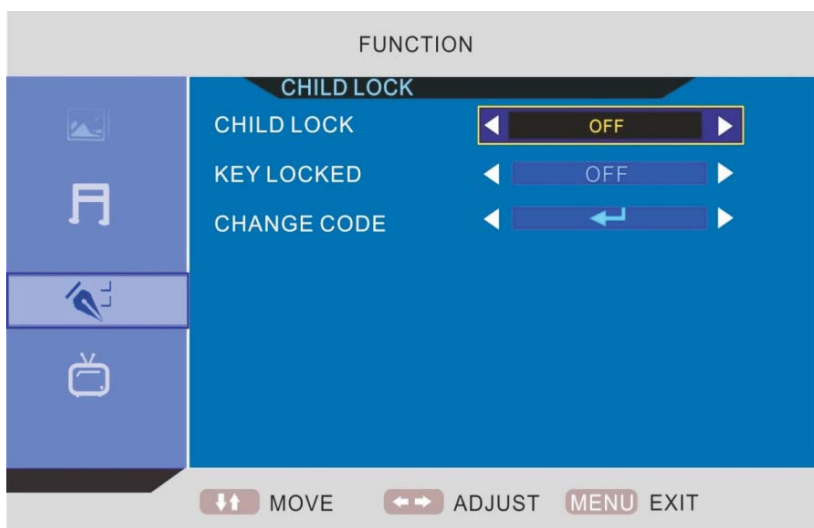 FUNCTION
CHILD LOCK
CHILD LOCK OFF
KEY LOCKED OFF
CHANGE CODE
MOVE ADJUST MENU EXIT